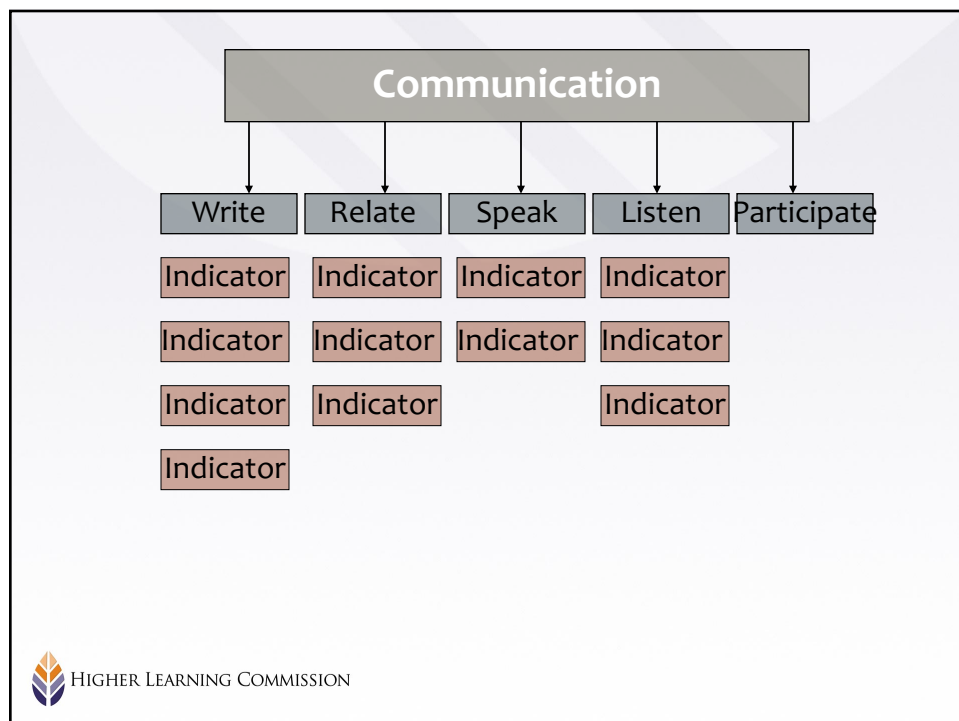 Communication
Write Relate Speak Listen Participate
Indicator Indicator Indicator Indicator
Indicator Indicator Indicator Indicator
Indicator Indicator Indicator
Indicator
HIGHER LEARNING COMMISSION